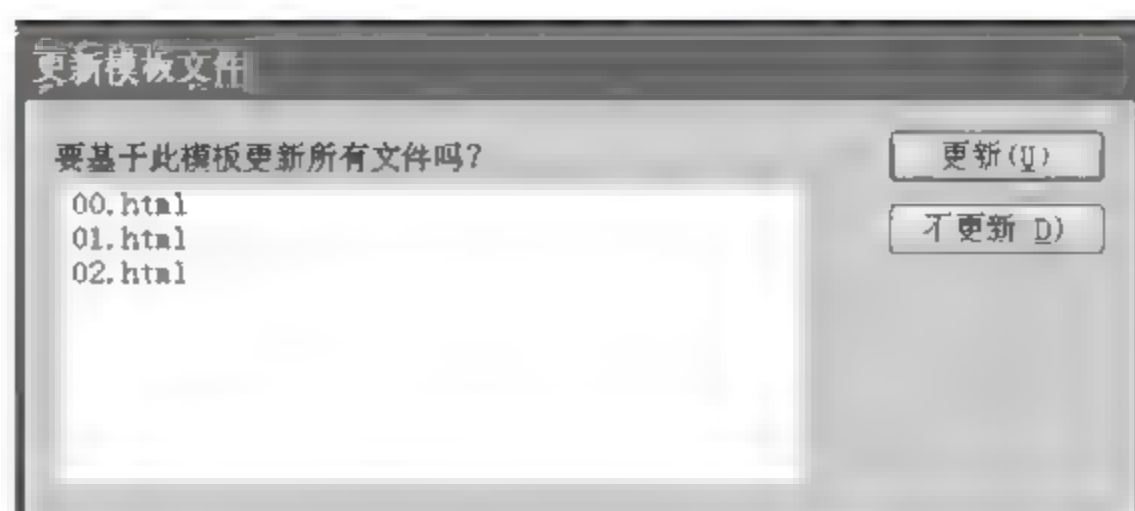 更新模板文件
要基于此模板更新所有文件吗?
更新(U)
00.html
01.html
02.html
不更新 D)